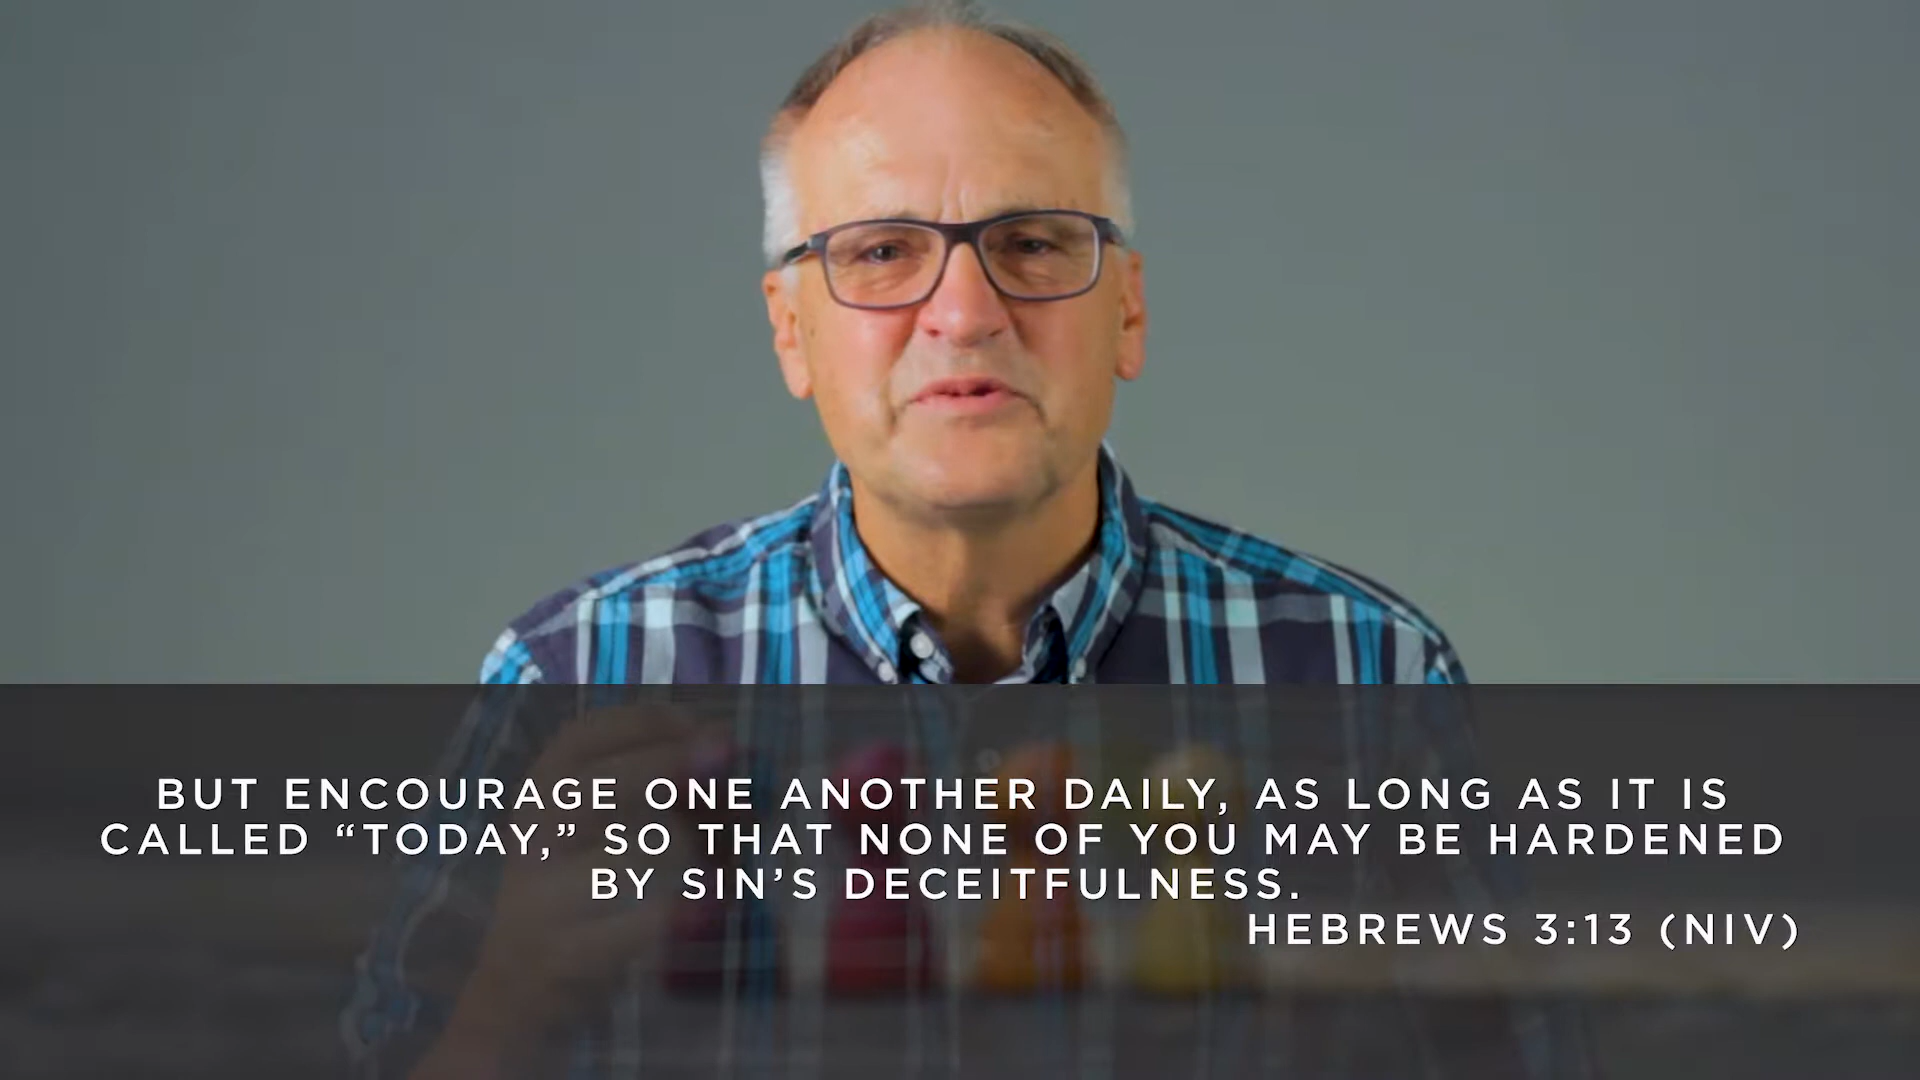 BUT ENCOURAGE ONE ANOTHER DAILY, AS LONG AS IT IS
CALLED “TODAY,” SO THAT NONE OF YOU MAY BE HARDENED
BY SIN’S DECEITFULNESS.
HEBREWS 3:13 (NIV)